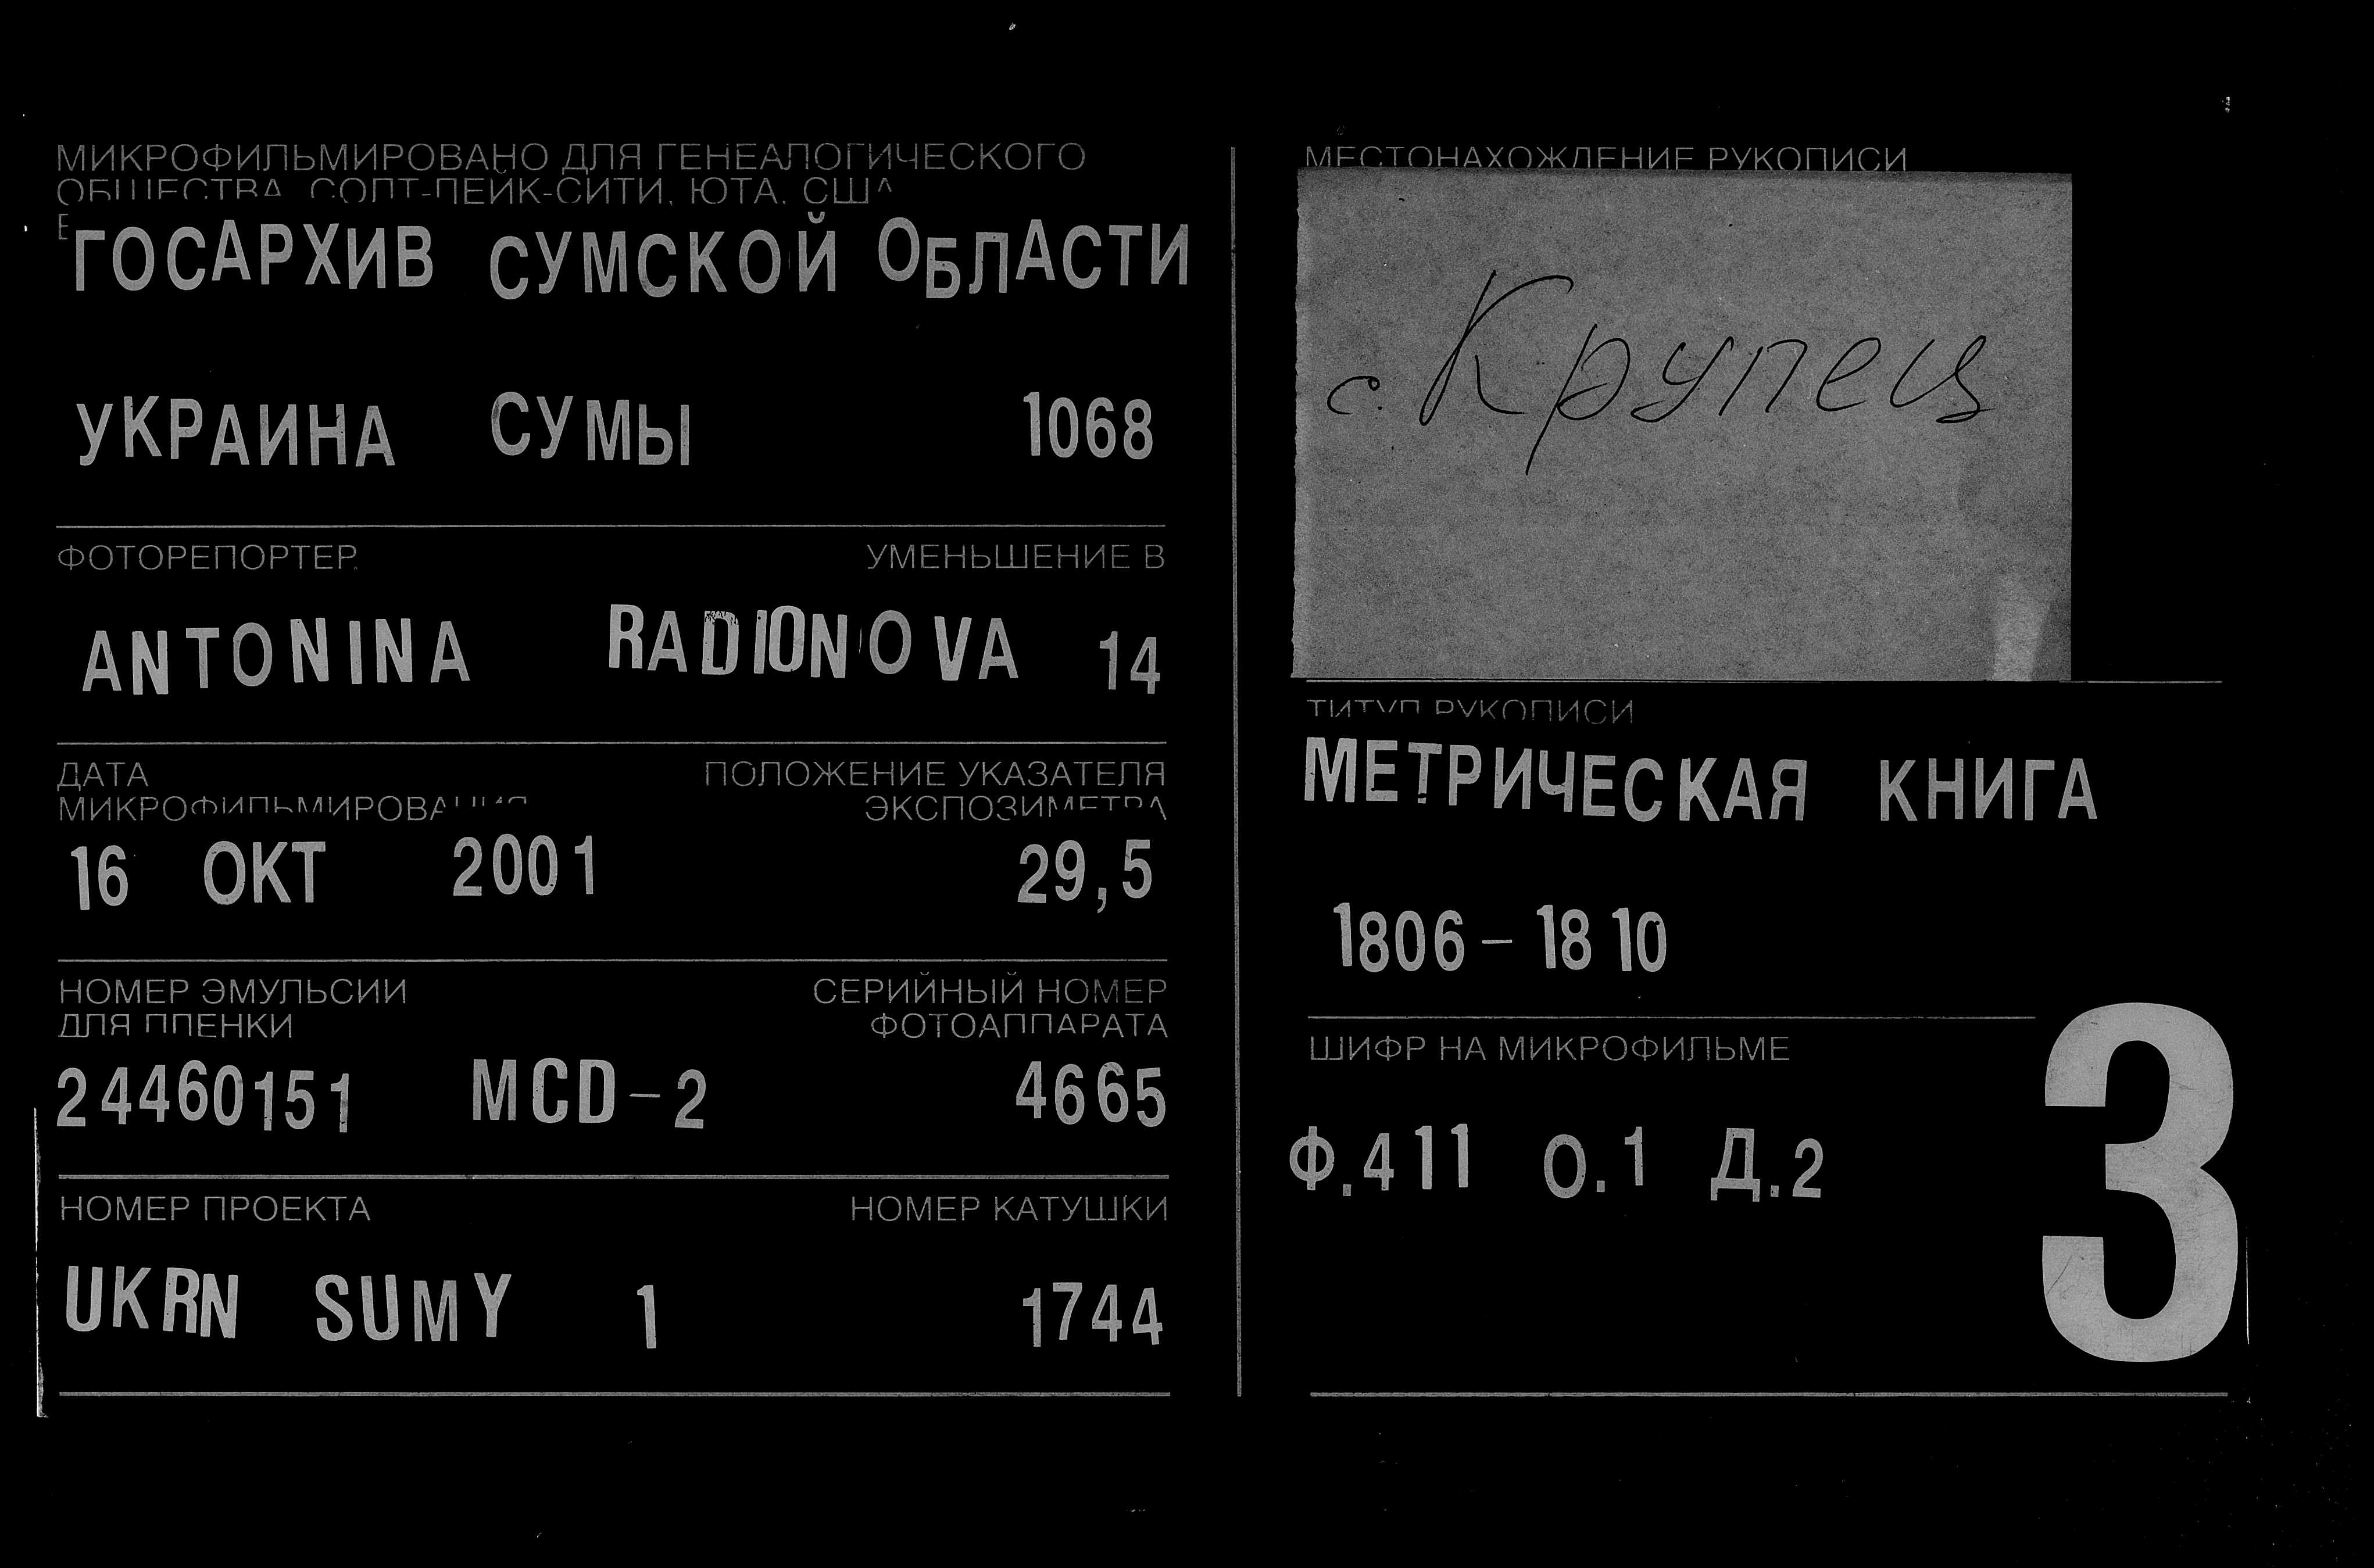 МИКРОФИЛЬМИРОВАНО ДЛЯ ГЕНЕАЛОГИЧЕСКОГО
ОБЩЕСТВА, СОЛТ-ЛЕЙК-СИТИ, ЮТА, США
ГОСАРХИВ СУМСКОЙ ОБЛАСТИ
УКРАИНА СУМЫ 1068
ФОТОРЕПОРТЕР УМЕНЬШЕНИЕ В
ANTONINA RADIONOVA 14
ДАТА ПОЛОЖЕНИЕ УКАЗАТЕЛЯ
МИКРОФИЛЬМИРОВАНИЯ ЭКСПОЗИМЕТРА
16 ОКТ 2001 29,5
НОМЕР ЭМУЛЬСИИ СЕРИЙНЫЙ НОМЕР
ДЛЯ ПЛЕНКИ ФОТОАППАРАТА
24460151 MCD-2 4665
НОМЕР ПРОЕКТА НОМЕР КАТУШКИ
UKRN SUMY 1 1744
МЕСТОНАХОЖДЕНИЕ РУКОПИСИ
с. Крупец
ТИТУЛ РУКОПИСИ
МЕТРИЧЕСКАЯ КНИГА
1806-1810
ШИФР НА МИКРОФИЛЬМЕ
Ф.411 О.1 Д.2
3